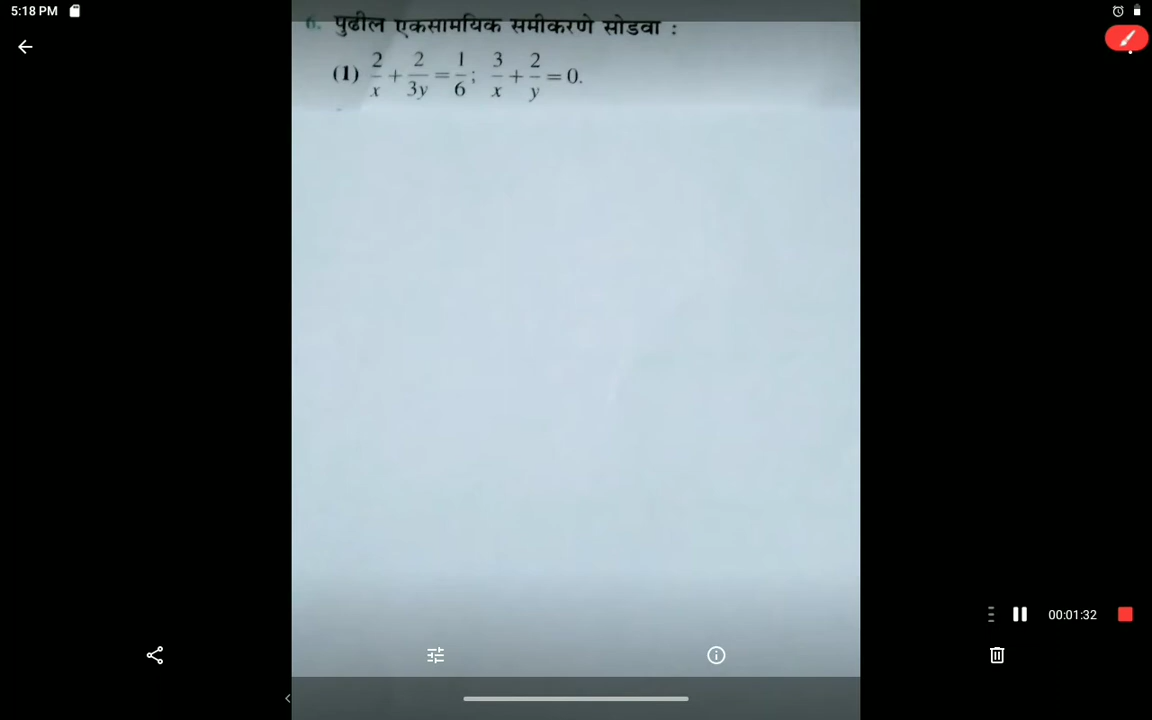 5:18 PM
6. पुढील एकसामयिक समीकरणे सोडवा :
(1) 2/x + 2/3y = 1/6; 3/x + 2/y = 0.
00:01:32